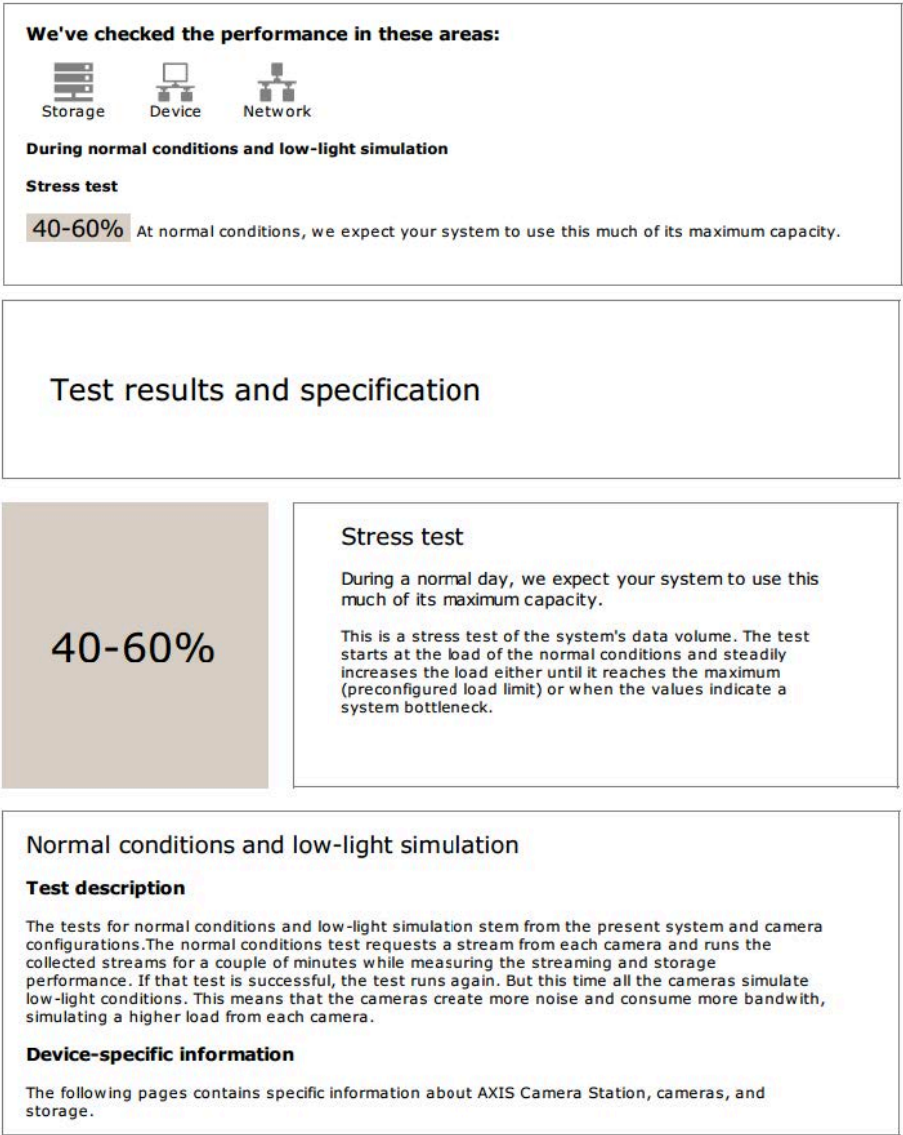 We've checked the performance in these areas:
Storage Device Network
During normal conditions and low-light simulation
Stress test
40-60% At normal conditions, we expect your system to use this much of its maximum capacity.
Test results and specification
40-60%
Stress test
During a normal day, we expect your system to use this
much of its maximum capacity.
This is a stress test of the system's data volume. The test
starts at the load of the normal conditions and steadily
increases the load either until it reaches the maximum
(preconfigured load limit) or when the values indicate a
system bottleneck.
Normal conditions and low-light simulation
Test description
The tests for normal conditions and low-light simulation stem from the present system and camera
configurations.The normal conditions test requests a stream from each camera and runs the
collected streams for a couple of minutes while measuring the streaming and storage
performance. If that test is successful, the test runs again. But this time all the cameras simulate
low-light conditions. This means that the cameras create more noise and consume more bandwith,
simulating a higher load from each camera.
Device-specific information
The following pages contains specific information about AXIS Camera Station, cameras, and
storage.